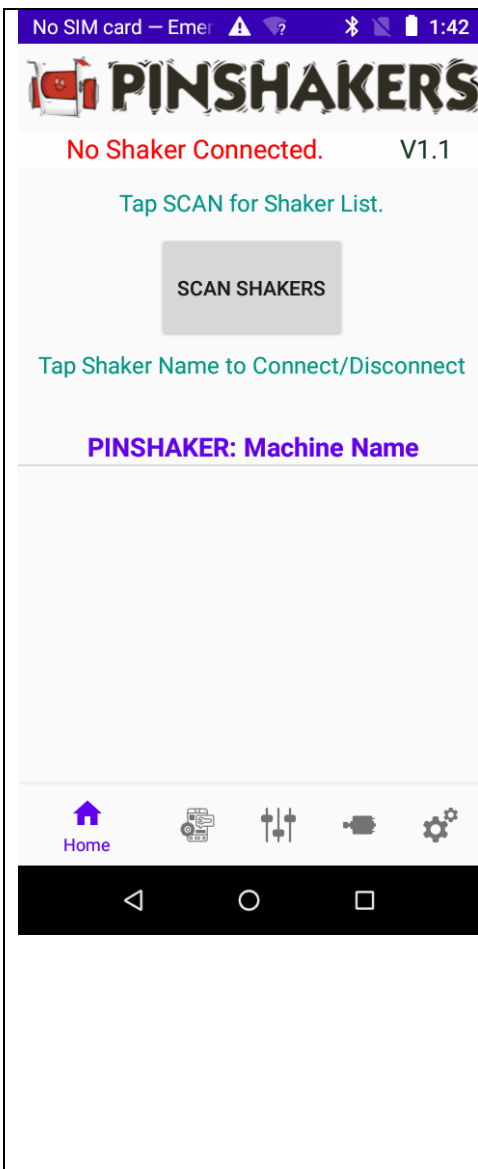 No SIM card — Emer
1:42
PINSHAKERS
No Shaker Connected.
V1.1
Tap SCAN for Shaker List.
SCAN SHAKERS
Tap Shaker Name to Connect/Disconnect
PINSHAKER: Machine Name
Home